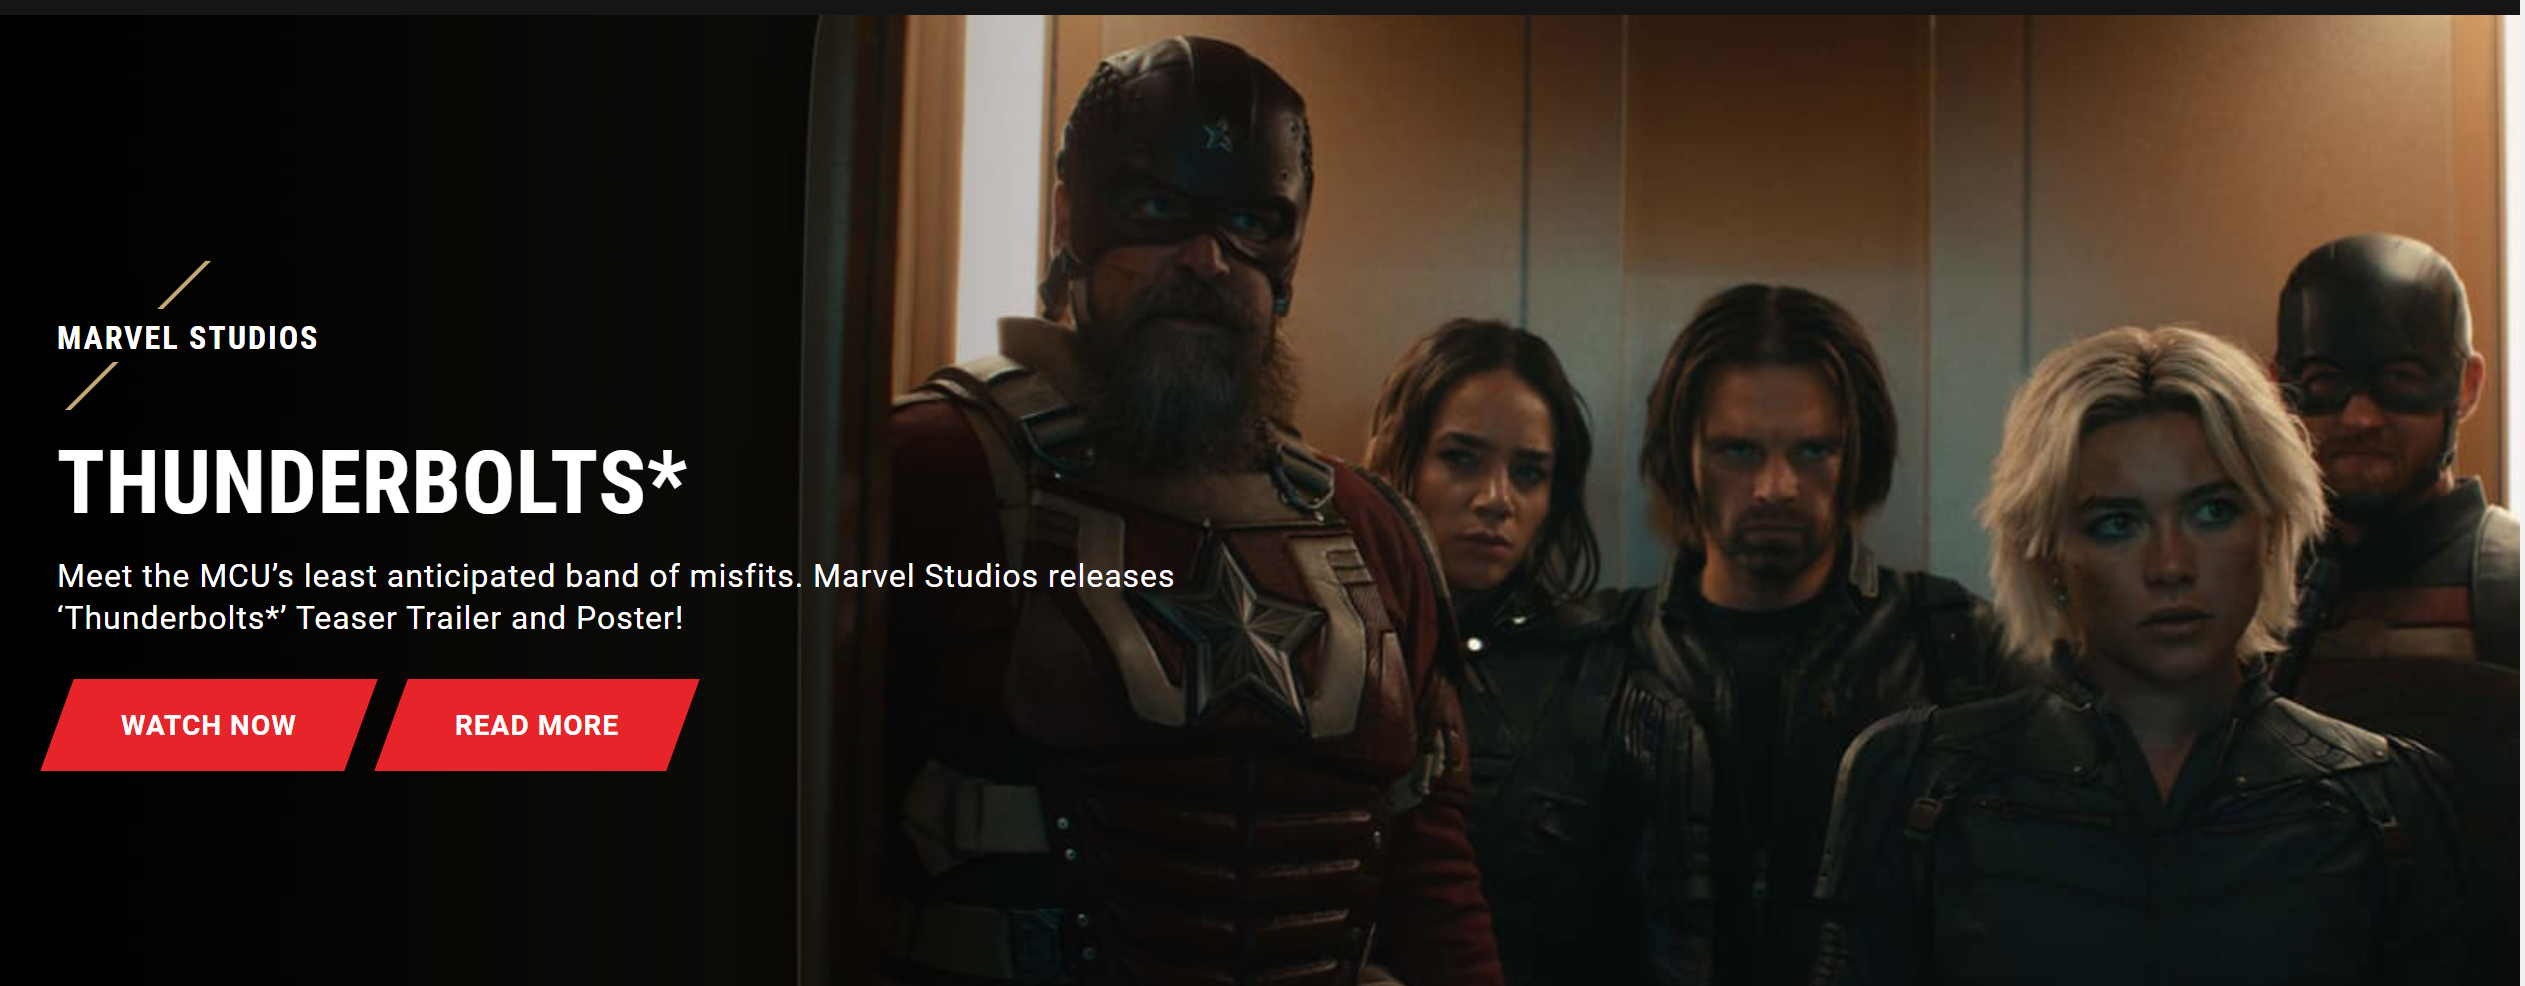 MARVEL STUDIOS
THUNDERBOLTS*
Meet the MCU’s least anticipated band of misfits. Marvel Studios releases
‘Thunderbolts*’ Teaser Trailer and Poster!
WATCH NOW
READ MORE